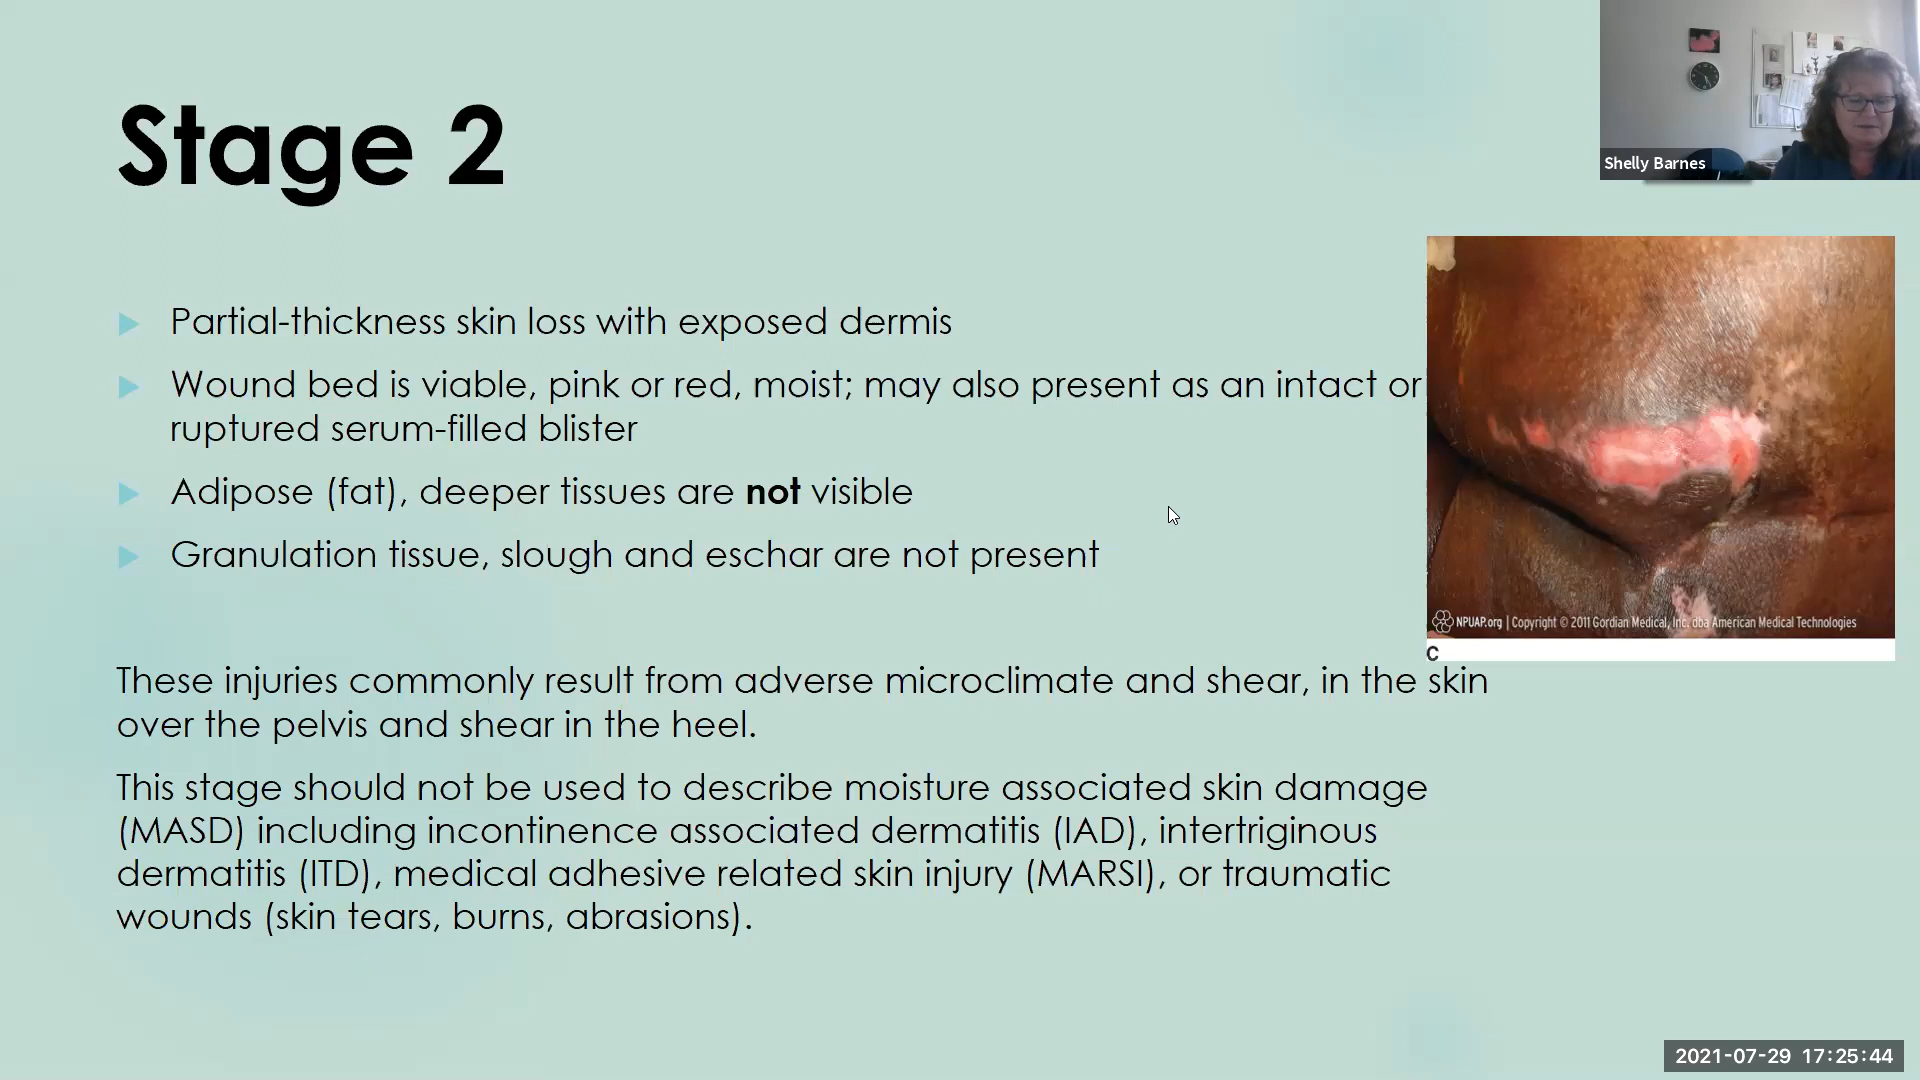 Stage 2
Shelly Barnes
Partial-thickness skin loss with exposed dermis
Wound bed is viable, pink or red, moist; may also present as an intact or
ruptured serum-filled blister
Adipose (fat), deeper tissues are not visible
Granulation tissue, slough and eschar are not present
NPUAP.org | Copyright © 2011 Gordian Medical, Inc. dba American Medical Technologies
C
These injuries commonly result from adverse microclimate and shear, in the skin
over the pelvis and shear in the heel.
This stage should not be used to describe moisture associated skin damage
(MASD) including incontinence associated dermatitis (IAD), intertriginous
dermatitis (ITD), medical adhesive related skin injury (MARSI), or traumatic
wounds (skin tears, burns, abrasions).
2021-07-29 17:25:44